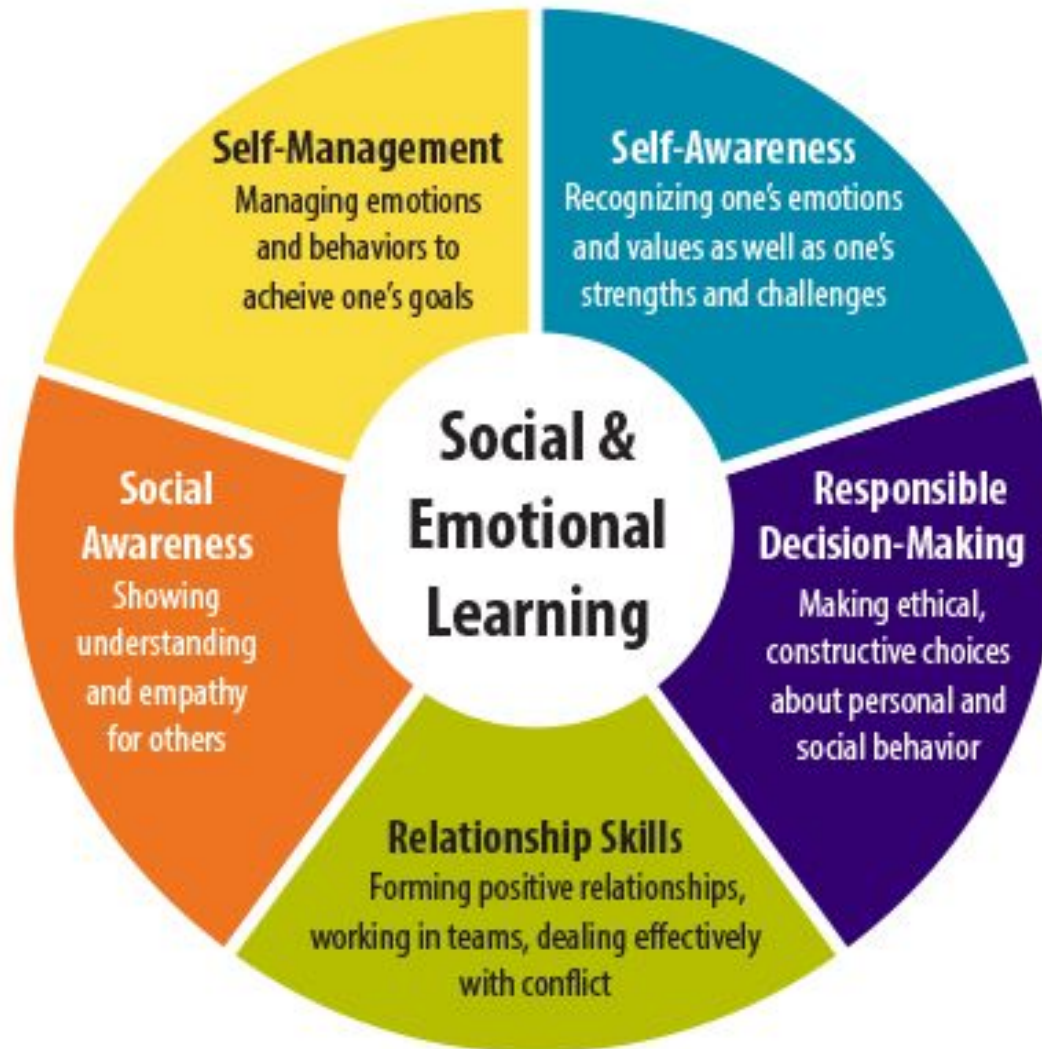 Self-Management
Managing emotions
and behaviors to
acheive one's goals
Self-Awareness
Recognizing one's emotions
and values as well as one's
strengths and challenges
Social &
Emotional
Learning
Social
Awareness
Showing
understanding
and empathy
for others
Responsible
Decision-Making
Making ethical,
constructive choices
about personal and
social behavior
Relationship Skills
Forming positive relationships,
working in teams, dealing effectively
with conflict